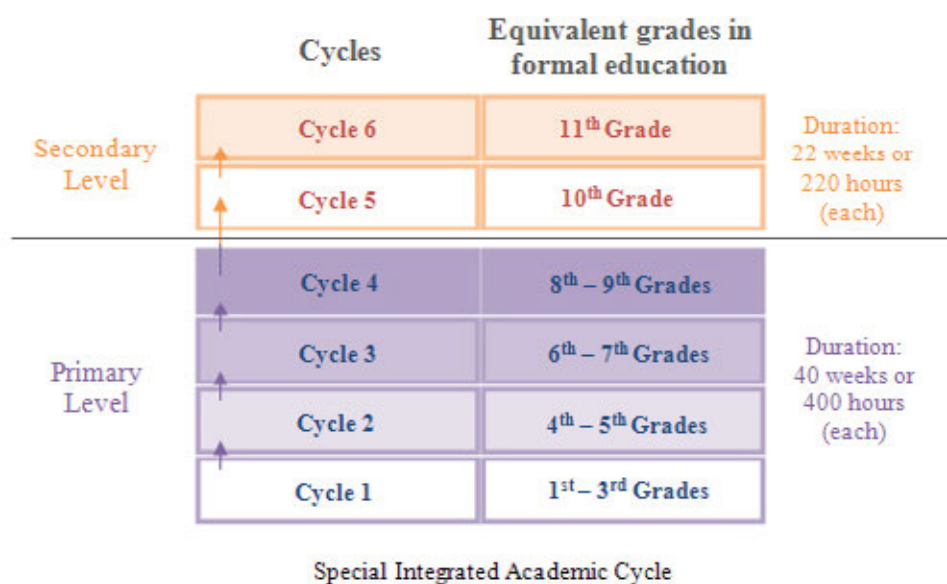 Cycles
Equivalent grades in
formal education
Secondary
Level
Cycle 6
11th Grade
Cycle 5
10th Grade
Duration:
22 weeks or
220 hours
(each)
Primary
Level
Cycle 4
8th – 9th Grades
Cycle 3
6th – 7th Grades
Cycle 2
4th – 5th Grades
Cycle 1
1st – 3rd Grades
Duration:
40 weeks or
400 hours
(each)
Special Integrated Academic Cycle